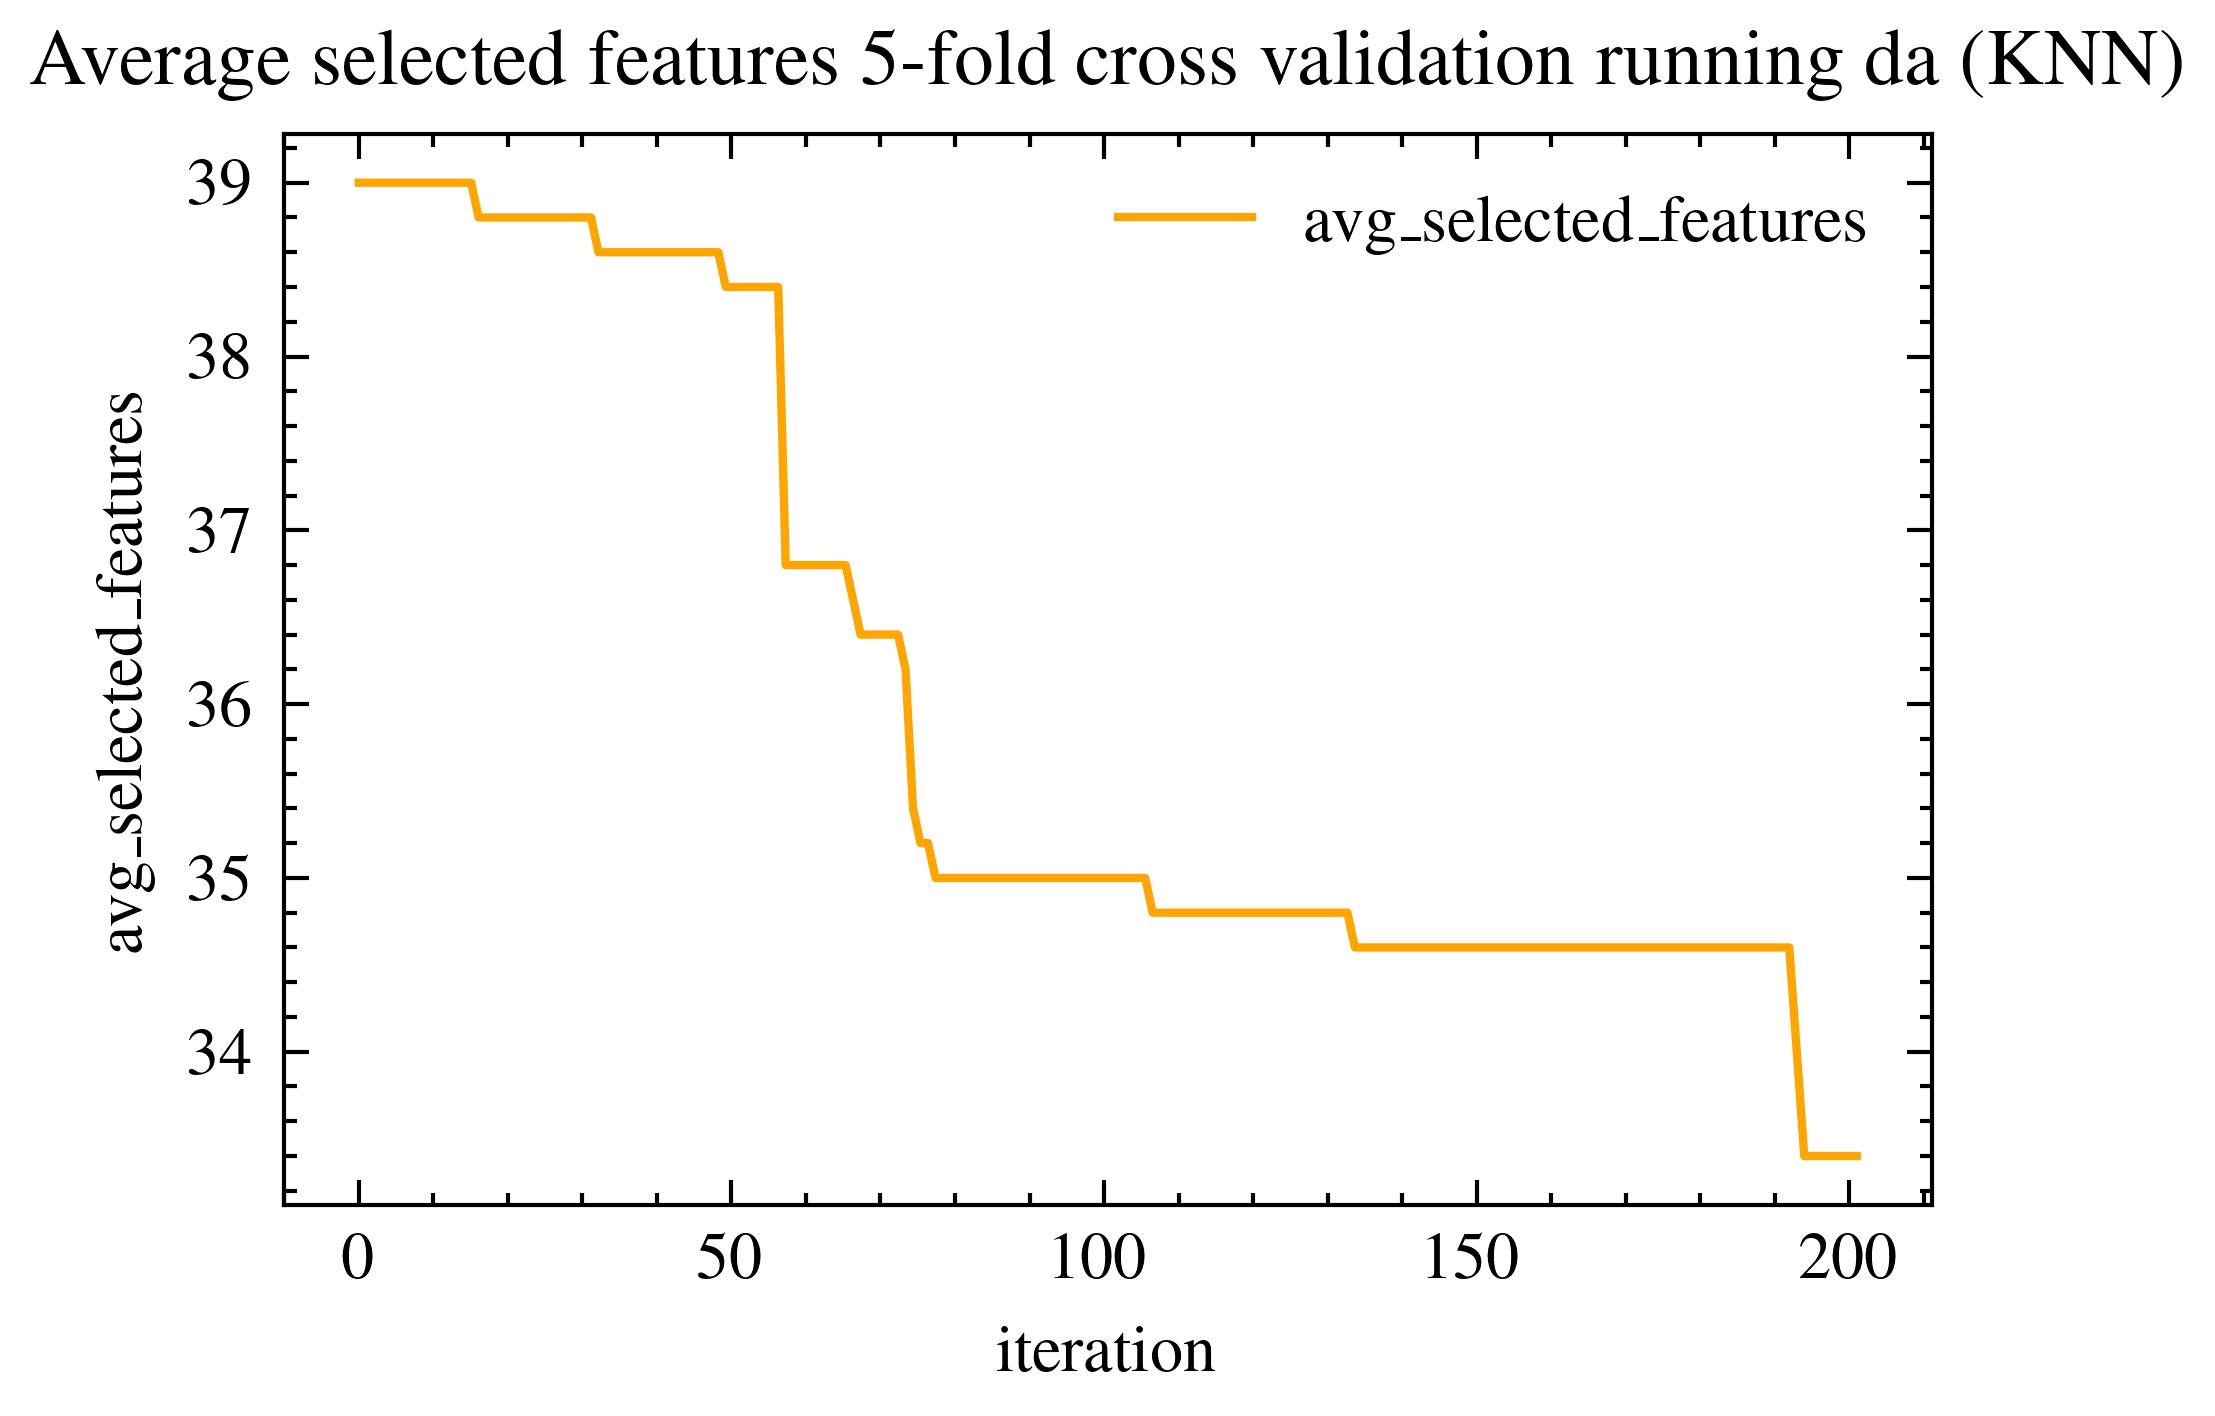 Average selected features 5-fold cross validation running da (KNN)
avg_selected_features
39
38
37
36
35
34
avg_selected_features
0
50
100
150
200
iteration